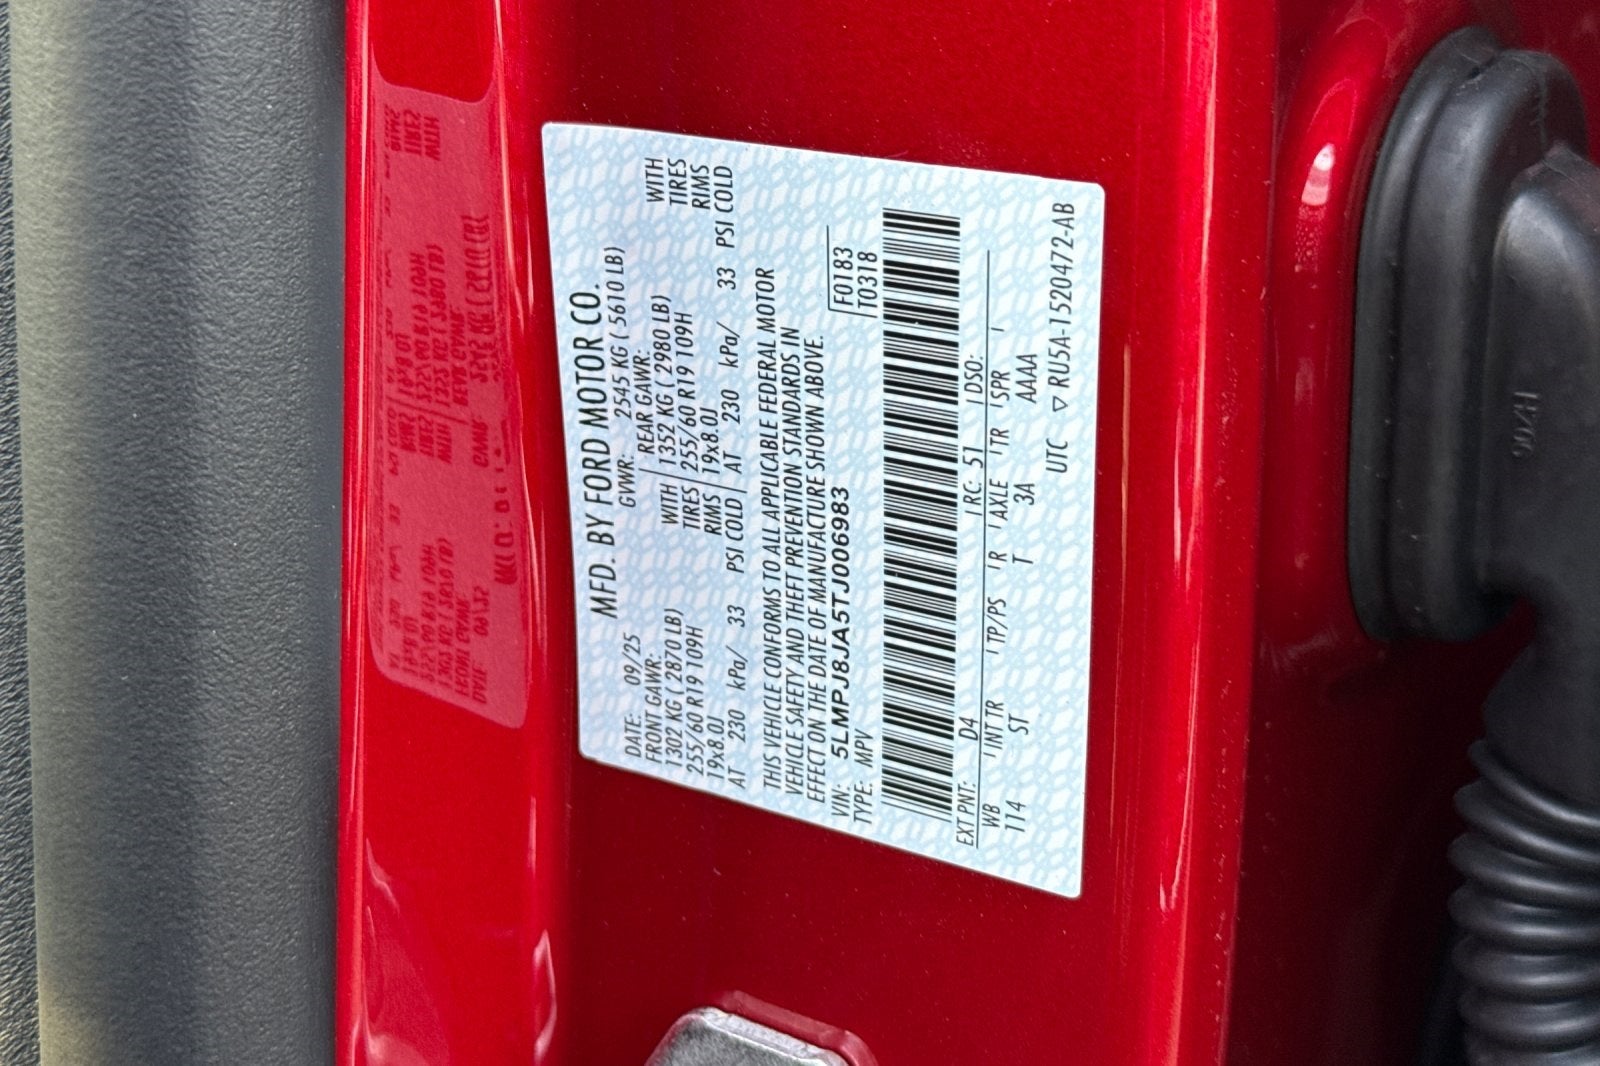 MFD. BY FORD MOTOR CO.
DATE: 09/25 GVWR: 2545 KG ( 5610 LB)
FRONT GAWR: REAR GAWR:
1302 KG ( 2870 LB) WITH 1352 KG ( 2980 LB) WITH
255/60 R19 109H TIRES 255/60 R19 109H TIRES
19x8.0J RIMS 19x8.0J RIMS
AT 230 kPa/ 33 PSI COLD AT 230 kPa/ 33 PSI COLD
THIS VEHICLE CONFORMS TO ALL APPLICABLE FEDERAL MOTOR
VEHICLE SAFETY AND THEFT PREVENTION STANDARDS IN
EFFECT ON THE DATE OF MANUFACTURE SHOWN ABOVE.
VIN: 5LMPJ8JA5TJ006983 F0183
TYPE: MPV T0318
EXT PNT: D4 RC: 51 DSO:
WB INT TR TP/PS R AXLE TR SPR
114 ST T 3A AAAA
UTC ▽ RU5A-1520472-AB